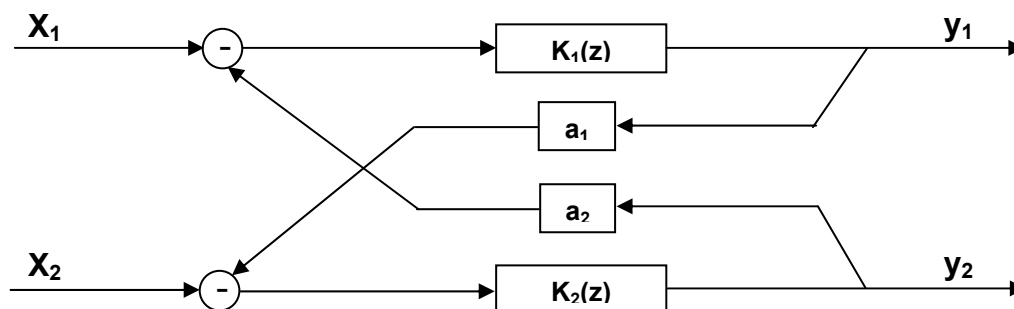 X₁
-
K₁(z)
y₁
a₁
a₂
X₂
-
K₂(z)
y₂